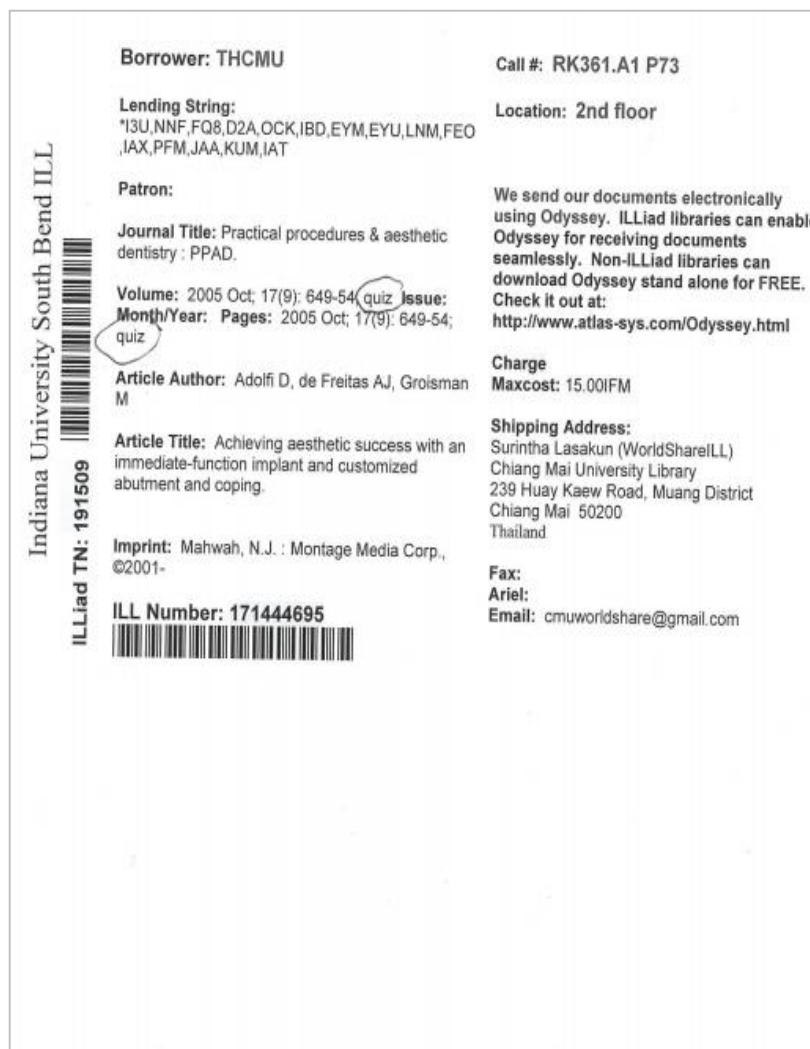 Indiana University South Bend ILL
ILLiad TN: 191509
Borrower: THCMU
Lending String:
*I3U,NNF,FQ8,D2A,OCK,IBD,EYM,EYU,LNM,FEO
,IAX,PFM,JAA,KUM,IAT
Patron:
Journal Title: Practical procedures & aesthetic
dentistry : PPAD.
Volume: 2005 Oct; 17(9): 649-54; quiz Issue:
Month/Year: Pages: 2005 Oct; 17(9): 649-54;
quiz
Article Author: Adolfi D, de Freitas AJ, Groisman
M
Article Title: Achieving aesthetic success with an
immediate-function implant and customized
abutment and coping.
Imprint: Mahwah, N.J. : Montage Media Corp.,
©2001-
ILL Number: 171444695
Call #: RK361.A1 P73
Location: 2nd floor
We send our documents electronically
using Odyssey. ILLiad libraries can enable
Odyssey for receiving documents
seamlessly. Non-ILLiad libraries can
download Odyssey stand alone for FREE.
Check it out at:
http://www.atlas-sys.com/Odyssey.html
Charge
Maxcost: 15.00IFM
Shipping Address:
Surintha Lasakun (WorldShareILL)
Chiang Mai University Library
239 Huay Kaew Road, Muang District
Chiang Mai 50200
Thailand
Fax:
Ariel:
Email: cmuworldshare@gmail.com